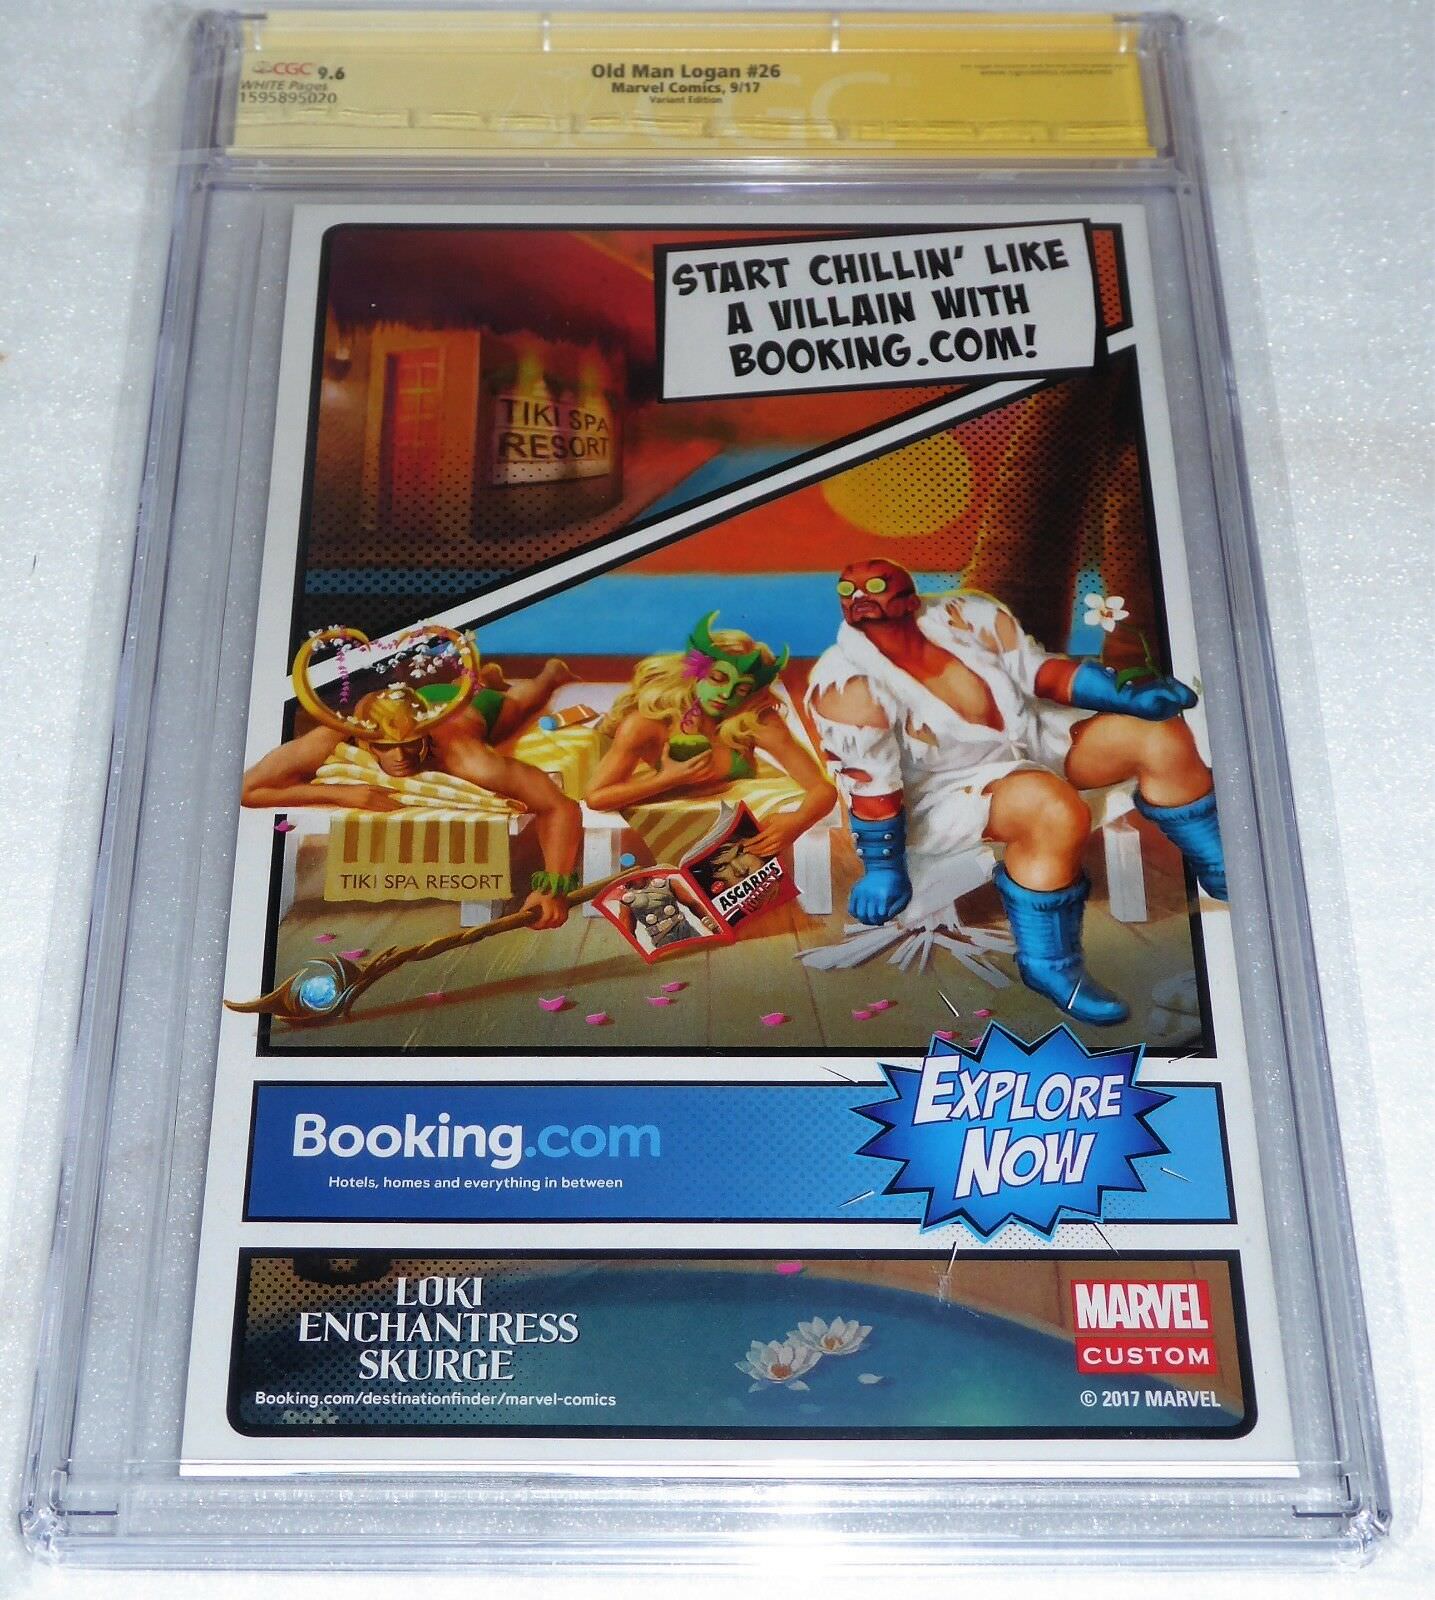 CGC 9.6
WHITE Pages
1595895020
Old Man Logan #26
Marvel Comics, 9/17
Variant Edition
CGC
START CHILLIN' LIKE
A VILLAIN WITH
BOOKING.COM!
TIKI SPA
RESORT
TIKI SPA RESORT
ASGARD'S
EXPLORE
NOW
Booking.com
Hotels, homes and everything in between
LOKI
ENCHANTRESS
SKURGE
Booking.com/destinationfinder/marvel-comics
MARVEL
CUSTOM
© 2017 MARVEL